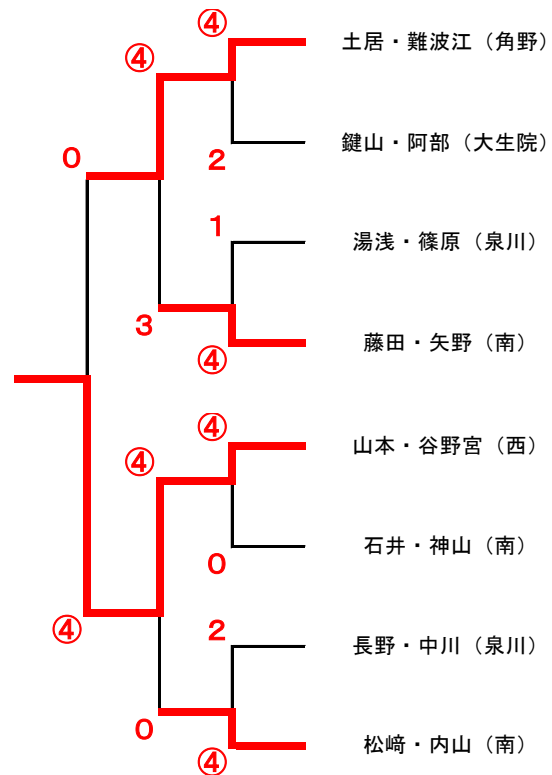 ④
土居・難波江（角野）
④
0
2
鍵山・阿部（大生院）
1
湯浅・篠原（泉川）
3
④
藤田・矢野（南）
④
山本・谷野宮（西）
④
0
石井・神山（南）
④
2
長野・中川（泉川）
0
④
松﨑・内山（南）